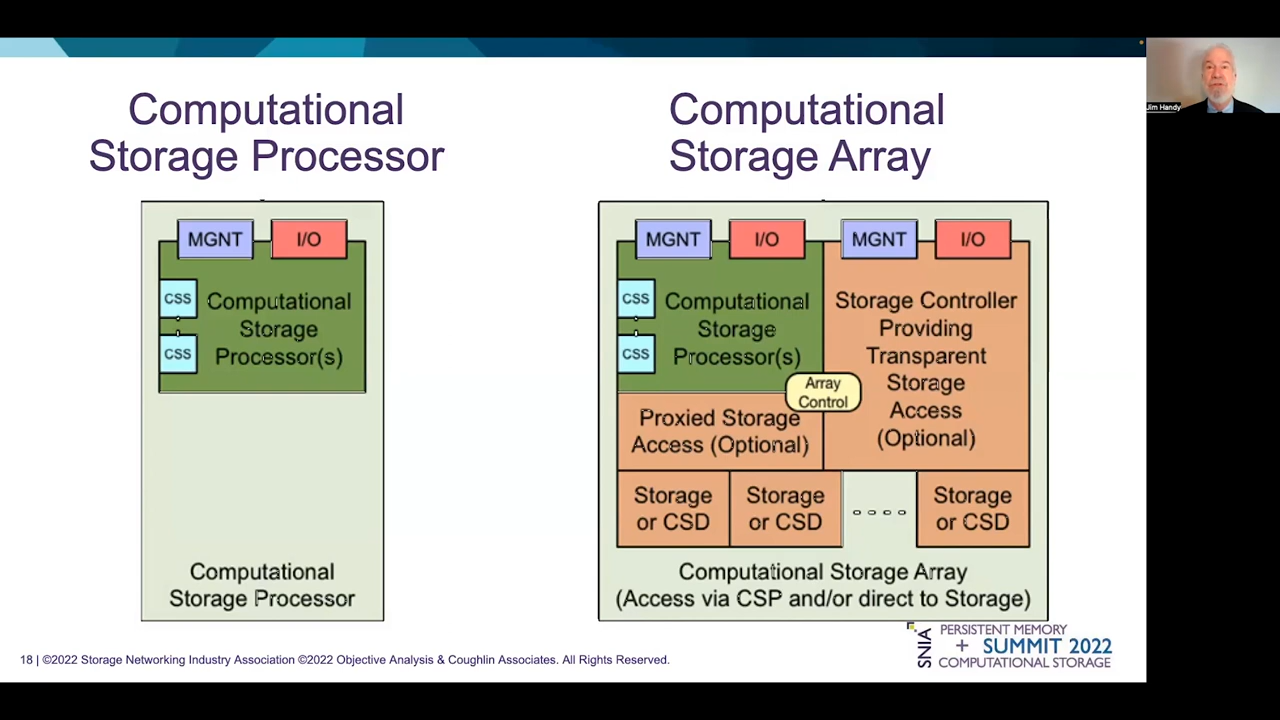 Computational
Storage Processor
Computational
Storage Array
Jim Handy
MGNT
I/O
CSS
CSS
Computational
Storage
Processor(s)
Computational
Storage Processor
MGNT
I/O
MGNT
I/O
CSS
CSS
Computational
Storage
Processor(s)
Storage Controller
Providing
Transparent
Storage
Access
(Optional)
Array
Control
Proxied Storage
Access (Optional)
Storage
or CSD
Storage
or CSD
Storage
or CSD
Computational Storage Array
(Access via CSP and/or direct to Storage)
18 | ©2022 Storage Networking Industry Association ©2022 Objective Analysis & Coughlin Associates. All Rights Reserved.
SNIA
PERSISTENT MEMORY
+ SUMMIT 2022
COMPUTATIONAL STORAGE